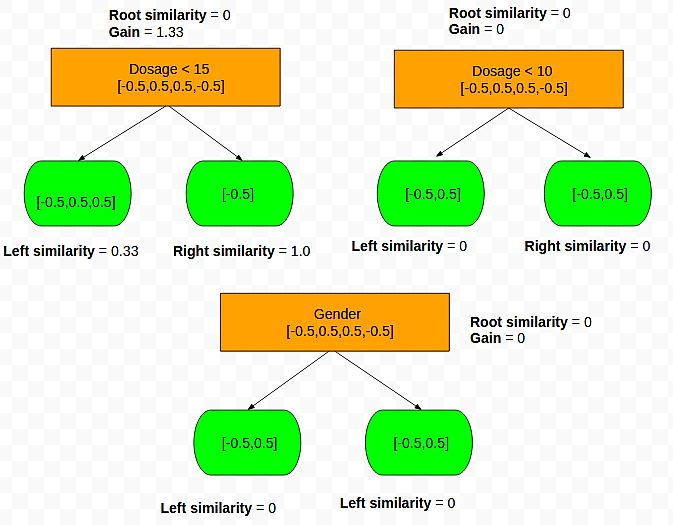 Root similarity = 0
Gain = 1.33
Dosage < 15
[-0.5,0.5,0.5,-0.5]
[-0.5,0.5,0.5]
[-0.5]
Left similarity = 0.33
Right similarity = 1.0
Root similarity = 0
Gain = 0
Dosage < 10
[-0.5,0.5,0.5,-0.5]
[-0.5,0.5]
[-0.5,0.5]
Left similarity = 0
Right similarity = 0
Gender
[-0.5,0.5,0.5,-0.5]
Root similarity = 0
Gain = 0
[-0.5,0.5]
[-0.5,0.5]
Left similarity = 0
Left similarity = 0